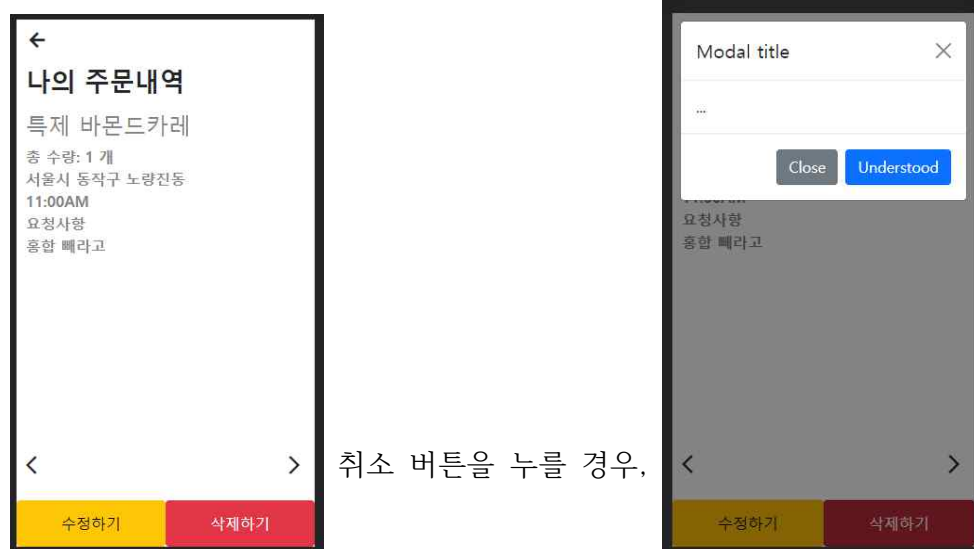 나의 주문내역
특제 바몬드카레
총 수량: 1 개
서울시 동작구 노량진동
11:00AM
요청사항
홍합 빼라고
수정하기
삭제하기
취소 버튼을 누를 경우,
Modal title
...
Close
Understood
요청사항
홍합 빼라고
수정하기
삭제하기